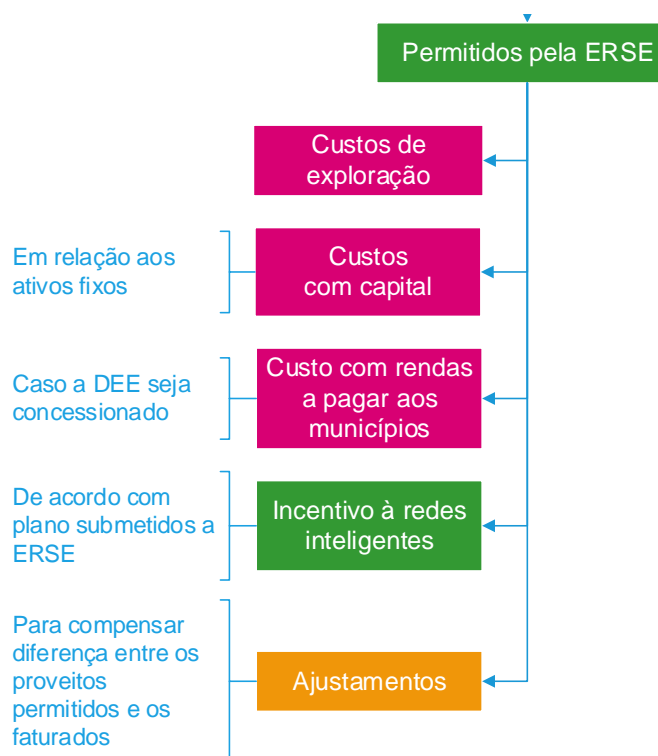 Permitidos pela ERSE
Custos de
exploração
Em relação aos
ativos fixos
Custos
com capital
Caso a DEE seja
concessionado
Custo com rendas
a pagar aos
municípios
De acordo com
plano submetidos a
ERSE
Incentivo à redes
inteligentes
Para compensar
diferença entre os
proveitos
permitidos e os
faturados
Ajustamentos